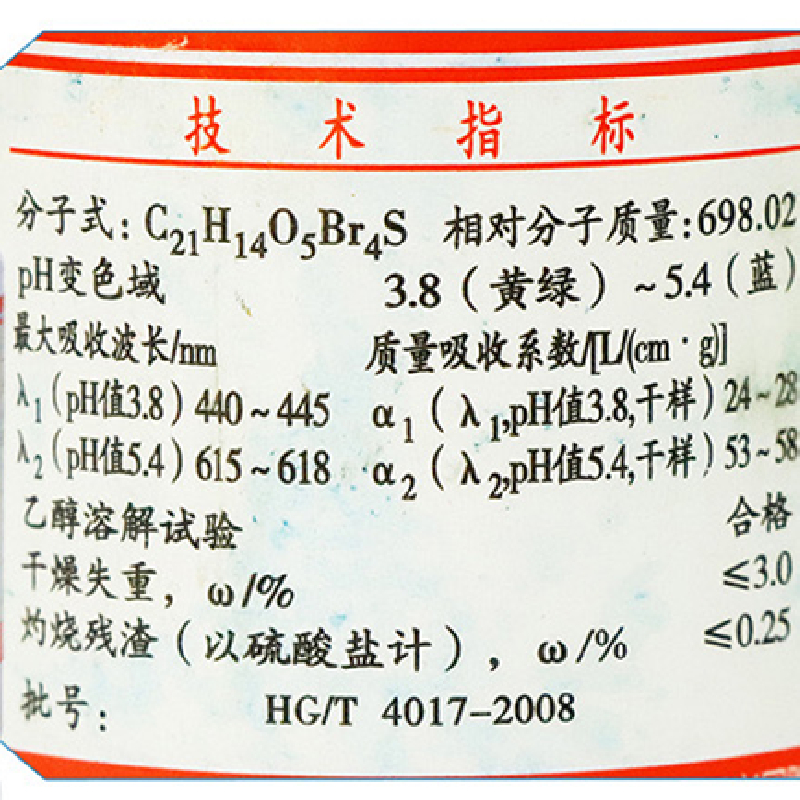 技术指标
分子式: C21H14O5Br4S 相对分子质量:698.02
pH变色域 3.8（黄绿）~5.4（蓝）
最大吸收波长/nm 质量吸收系数/[L/(cm·g)]
λ1（pH值3.8）440~445 α1（λ1,pH值3.8,干样）24~28
λ2（pH值5.4）615~618 α2（λ2,pH值5.4,干样）53~58
乙醇溶解试验 合格
干燥失重，ω/% ≤3.0
灼烧残渣（以硫酸盐计），ω/% ≤0.25
批号: HG/T 4017-2008